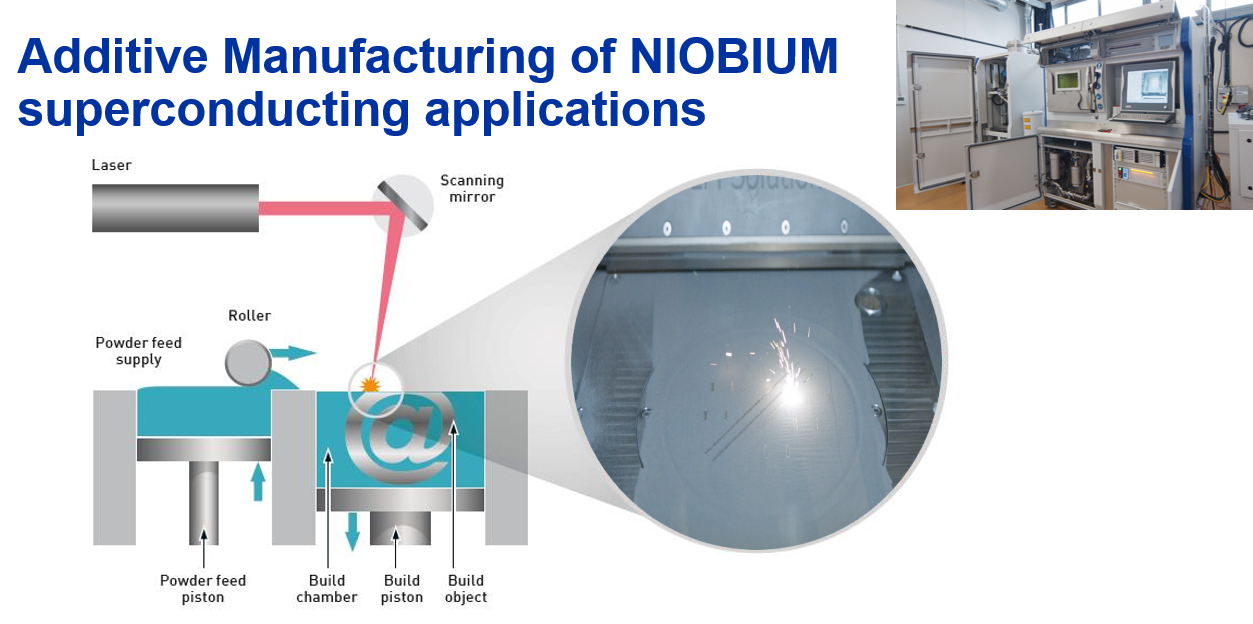 Additive Manufacturing of NIOBIUM
superconducting applications
Laser
Scanning
mirror
Roller
Powder feed
supply
Powder feed
piston
Build
chamber
Build
piston
Build
object